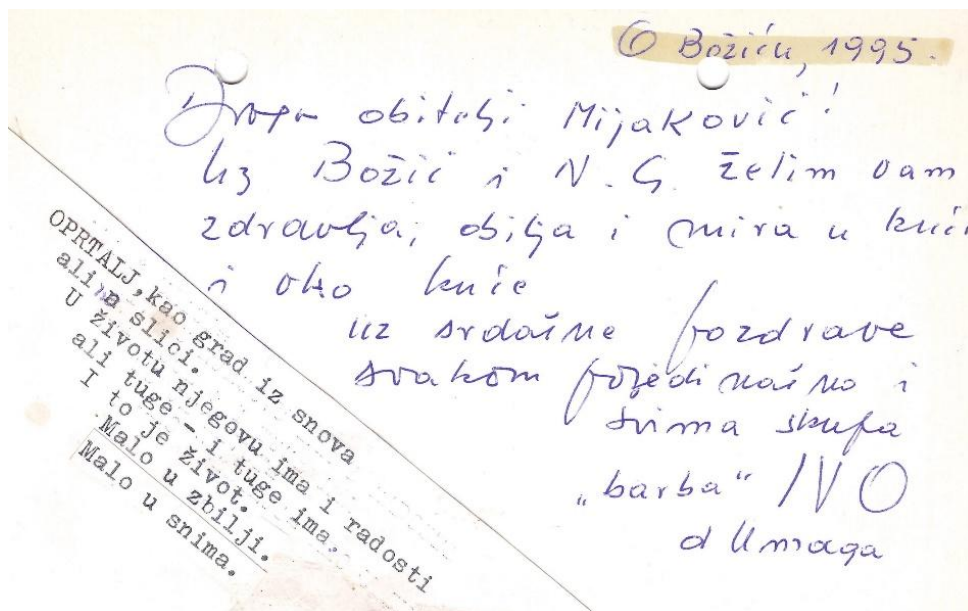 O Božiću, 1995.
Draga obitelji Mijaković!
Uz Božić i N. G. želim vam
zdravlja, obilja i mira u kući
i oko kuće
uz srdačne pozdrave
svakom pojedinačno i
svima skupa
„barba“ IVO
d Umaga
OPRTALJ, kao grad iz snova
ali a slici.
U životu njegovu ima i radosti
ali tuge - i tuge ima.
I to je život.
Malo u zbilji.
Malo u snima.